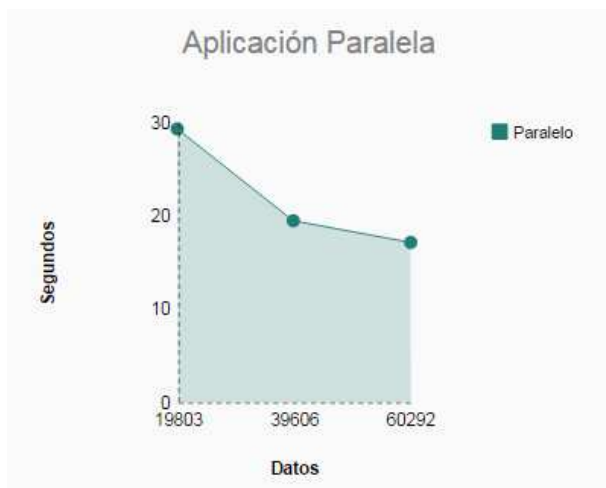 Aplicación Paralela
Paralelo
30
20
10
0
Segundos
19803 39606 60292
Datos